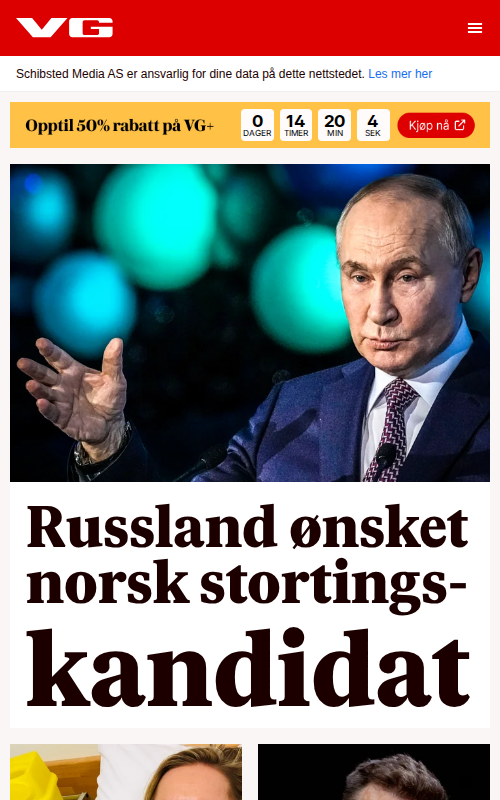 VG
Schibsted Media AS er ansvarlig for dine data på dette nettstedet. Les mer her
Opptil 50% rabatt på VG+
0 14 20 4
DAGER TIMER MIN SEK
Kjøp nå
Russland ønsket
norsk stortings-
kandidat